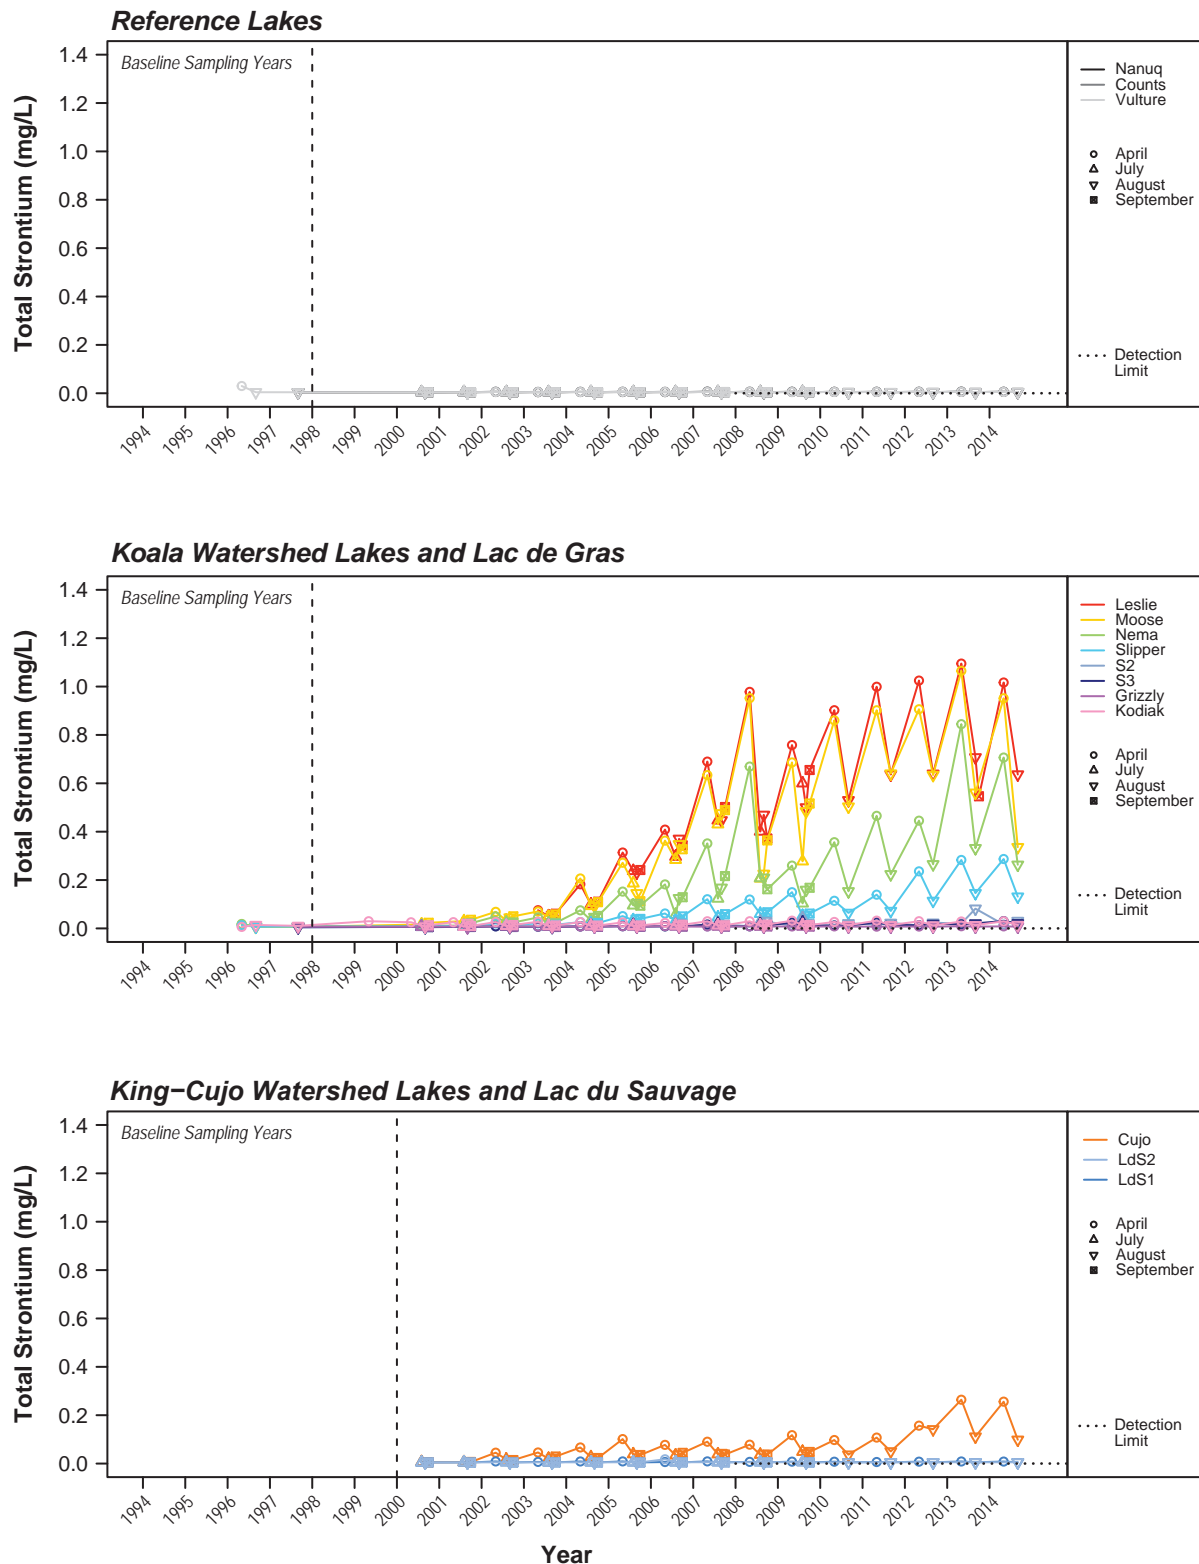 Reference Lakes
Baseline Sampling Years
Total Strontium (mg/L)
1.4
1.2
1.0
0.8
0.6
0.4
0.2
0.0
1994
1995
1996
1997
1998
1999
2000
2001
2002
2003
2004
2005
2006
2007
2008
2009
2010
2011
2012
2013
2014
Nanuq
Counts
Vulture
April
July
August
September
Detection
Limit
Koala Watershed Lakes and Lac de Gras
Baseline Sampling Years
Total Strontium (mg/L)
1.4
1.2
1.0
0.8
0.6
0.4
0.2
0.0
1994
1995
1996
1997
1998
1999
2000
2001
2002
2003
2004
2005
2006
2007
2008
2009
2010
2011
2012
2013
2014
Leslie
Moose
Nema
Slipper
S2
S3
Grizzly
Kodiak
April
July
August
September
Detection
Limit
King−Cujo Watershed Lakes and Lac du Sauvage
Baseline Sampling Years
Total Strontium (mg/L)
1.4
1.2
1.0
0.8
0.6
0.4
0.2
0.0
1994
1995
1996
1997
1998
1999
2000
2001
2002
2003
2004
2005
2006
2007
2008
2009
2010
2011
2012
2013
2014
Cujo
LdS2
LdS1
April
July
August
September
Detection
Limit
Year